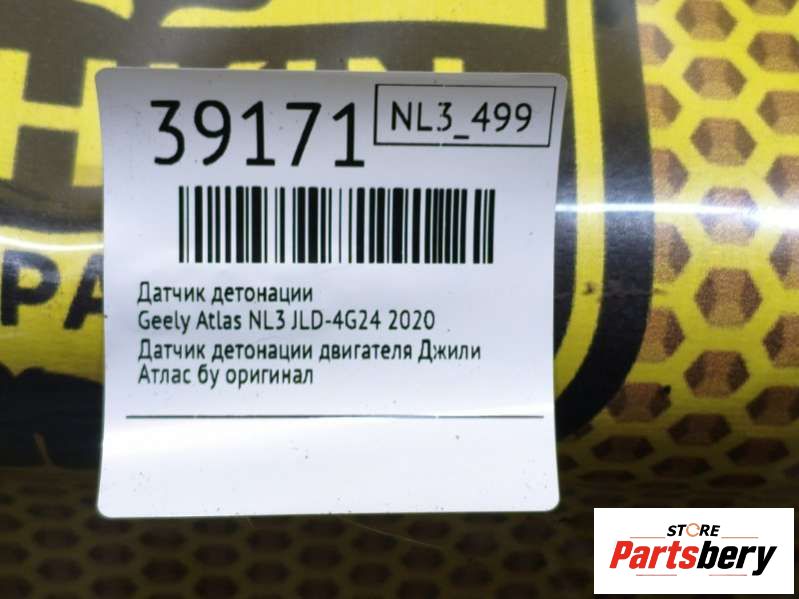 39171
NL3_499
Датчик детонации
Geely Atlas NL3 JLD-4G24 2020
Датчик детонации двигателя Джили
Атлас бу оригинал
STORE
Partsbery